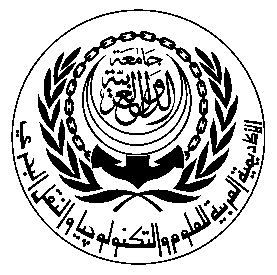 جامعة
الدول العربية
الأكاديمية العربية للعلوم والتكنولوجيا والنقل البحري